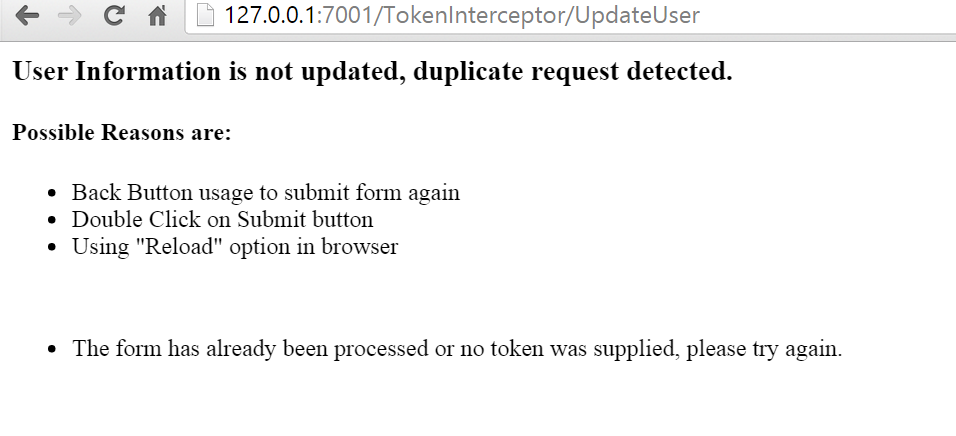 127.0.0.1:7001/TokenInterceptor/UpdateUser
User Information is not updated, duplicate request detected.
Possible Reasons are:
Back Button usage to submit form again
Double Click on Submit button
Using "Reload" option in browser
The form has already been processed or no token was supplied, please try again.